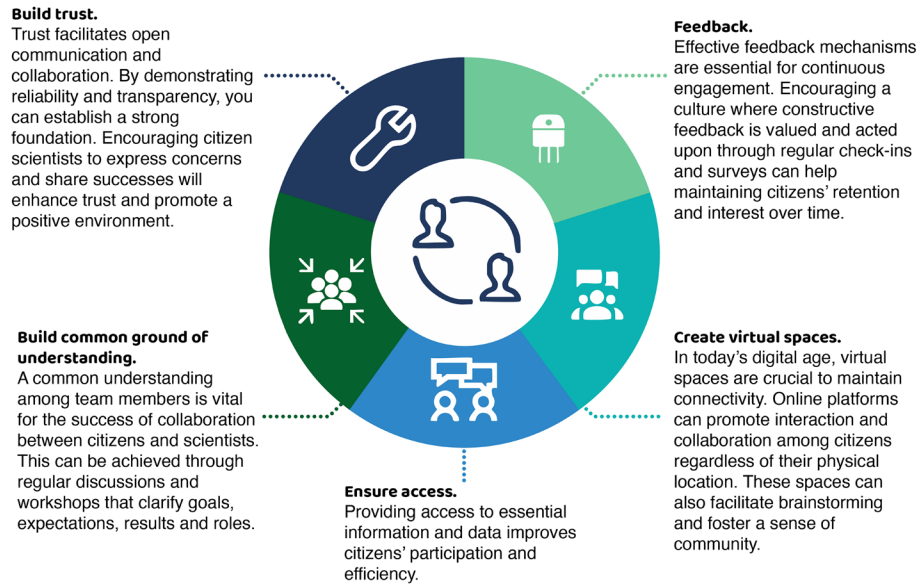 Build trust.
Trust facilitates open
communication and
collaboration. By demonstrating
reliability and transparency, you
can establish a strong
foundation. Encouraging citizen
scientists to express concerns
and share successes will
enhance trust and promote a
positive environment.
Feedback.
Effective feedback mechanisms
are essential for continuous
engagement. Encouraging a
culture where constructive
feedback is valued and acted
upon through regular check-ins
and surveys can help
maintaining citizens’ retention
and interest over time.
Build common ground of
understanding.
A common understanding
among team members is vital
for the success of collaboration
between citizens and scientists.
This can be achieved through
regular discussions and
workshops that clarify goals,
expectations, results and roles.
Ensure access.
Providing access to essential
information and data improves
citizens’ participation and
efficiency.
Create virtual spaces.
In today’s digital age, virtual
spaces are crucial to maintain
connectivity. Online platforms
can promote interaction and
collaboration among citizens
regardless of their physical
location. These spaces can
also facilitate brainstorming
and foster a sense of
community.